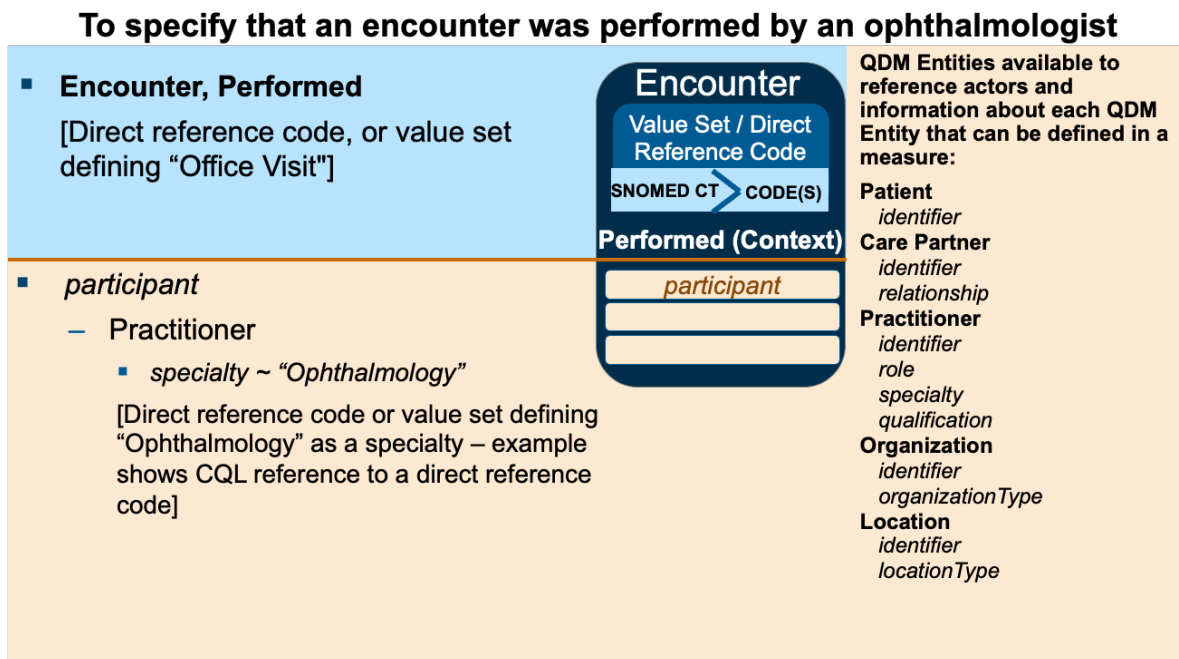 To specify that an encounter was performed by an ophthalmologist
▪ Encounter, Performed
[Direct reference code, or value set
defining “Office Visit"]
▪ participant
– Practitioner
▪ specialty ~ “Ophthalmology”
[Direct reference code or value set defining
“Ophthalmology” as a specialty – example
shows CQL reference to a direct reference
code]
Encounter
Value Set / Direct
Reference Code
SNOMED CT
CODE(S)
Performed (Context)
participant
QDM Entities available to
reference actors and
information about each QDM
Entity that can be defined in a
measure:
Patient
identifier
Care Partner
identifier
relationship
Practitioner
identifier
role
specialty
qualification
Organization
identifier
organizationType
Location
identifier
locationType